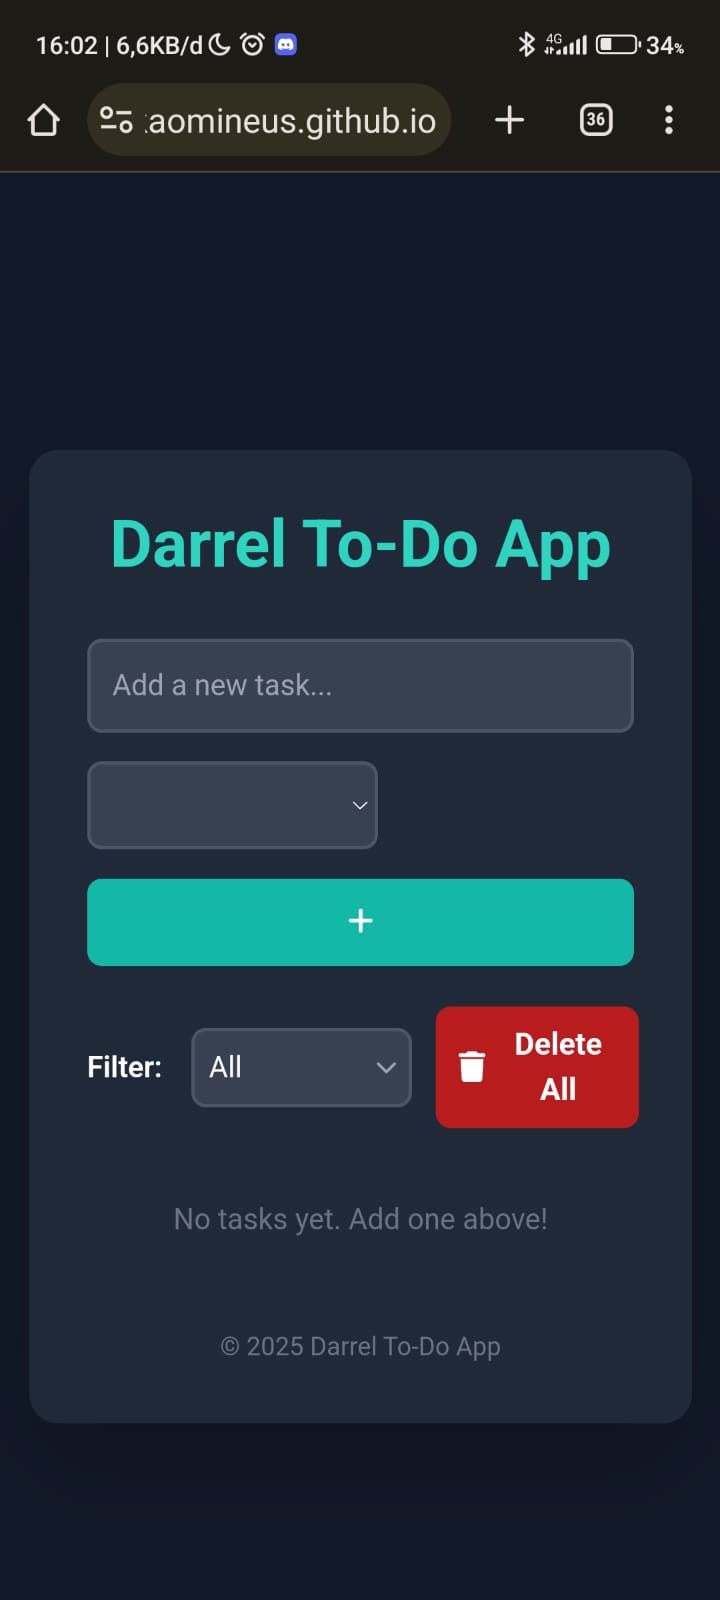 16:02 | 6,6KB/d
4G
34%
aomineus.github.io
36
Darrel To-Do App
Add a new task...
+
Filter:
All
Delete
All
No tasks yet. Add one above!
© 2025 Darrel To-Do App